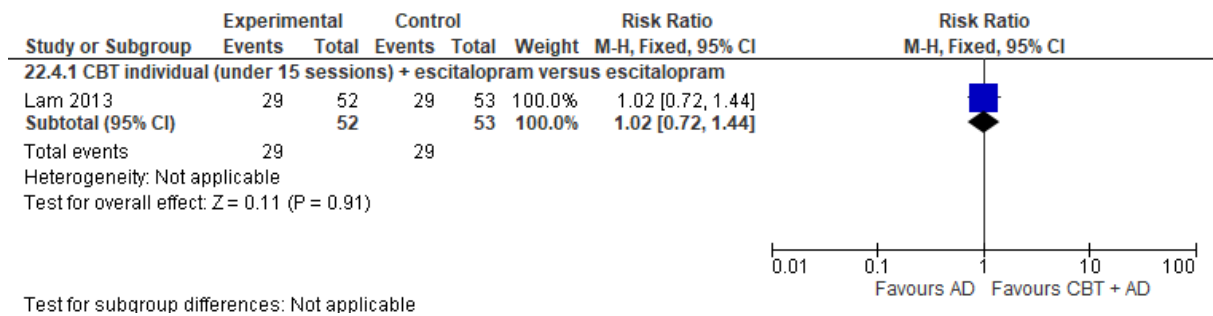 Experimental Control Risk Ratio Risk Ratio
Study or Subgroup Events Total Events Total Weight M-H, Fixed, 95% CI M-H, Fixed, 95% CI
22.4.1 CBT individual (under 15 sessions) + escitalopram versus escitalopram
Lam 2013 29 52 29 53 100.0% 1.02 [0.72, 1.44]
Subtotal (95% CI) 52 53 100.0% 1.02 [0.72, 1.44]
Total events 29 29
Heterogeneity: Not applicable
Test for overall effect: Z = 0.11 (P = 0.91)
0.01 0.1 1 10 100
Favours AD Favours CBT + AD
Test for subgroup differences: Not applicable